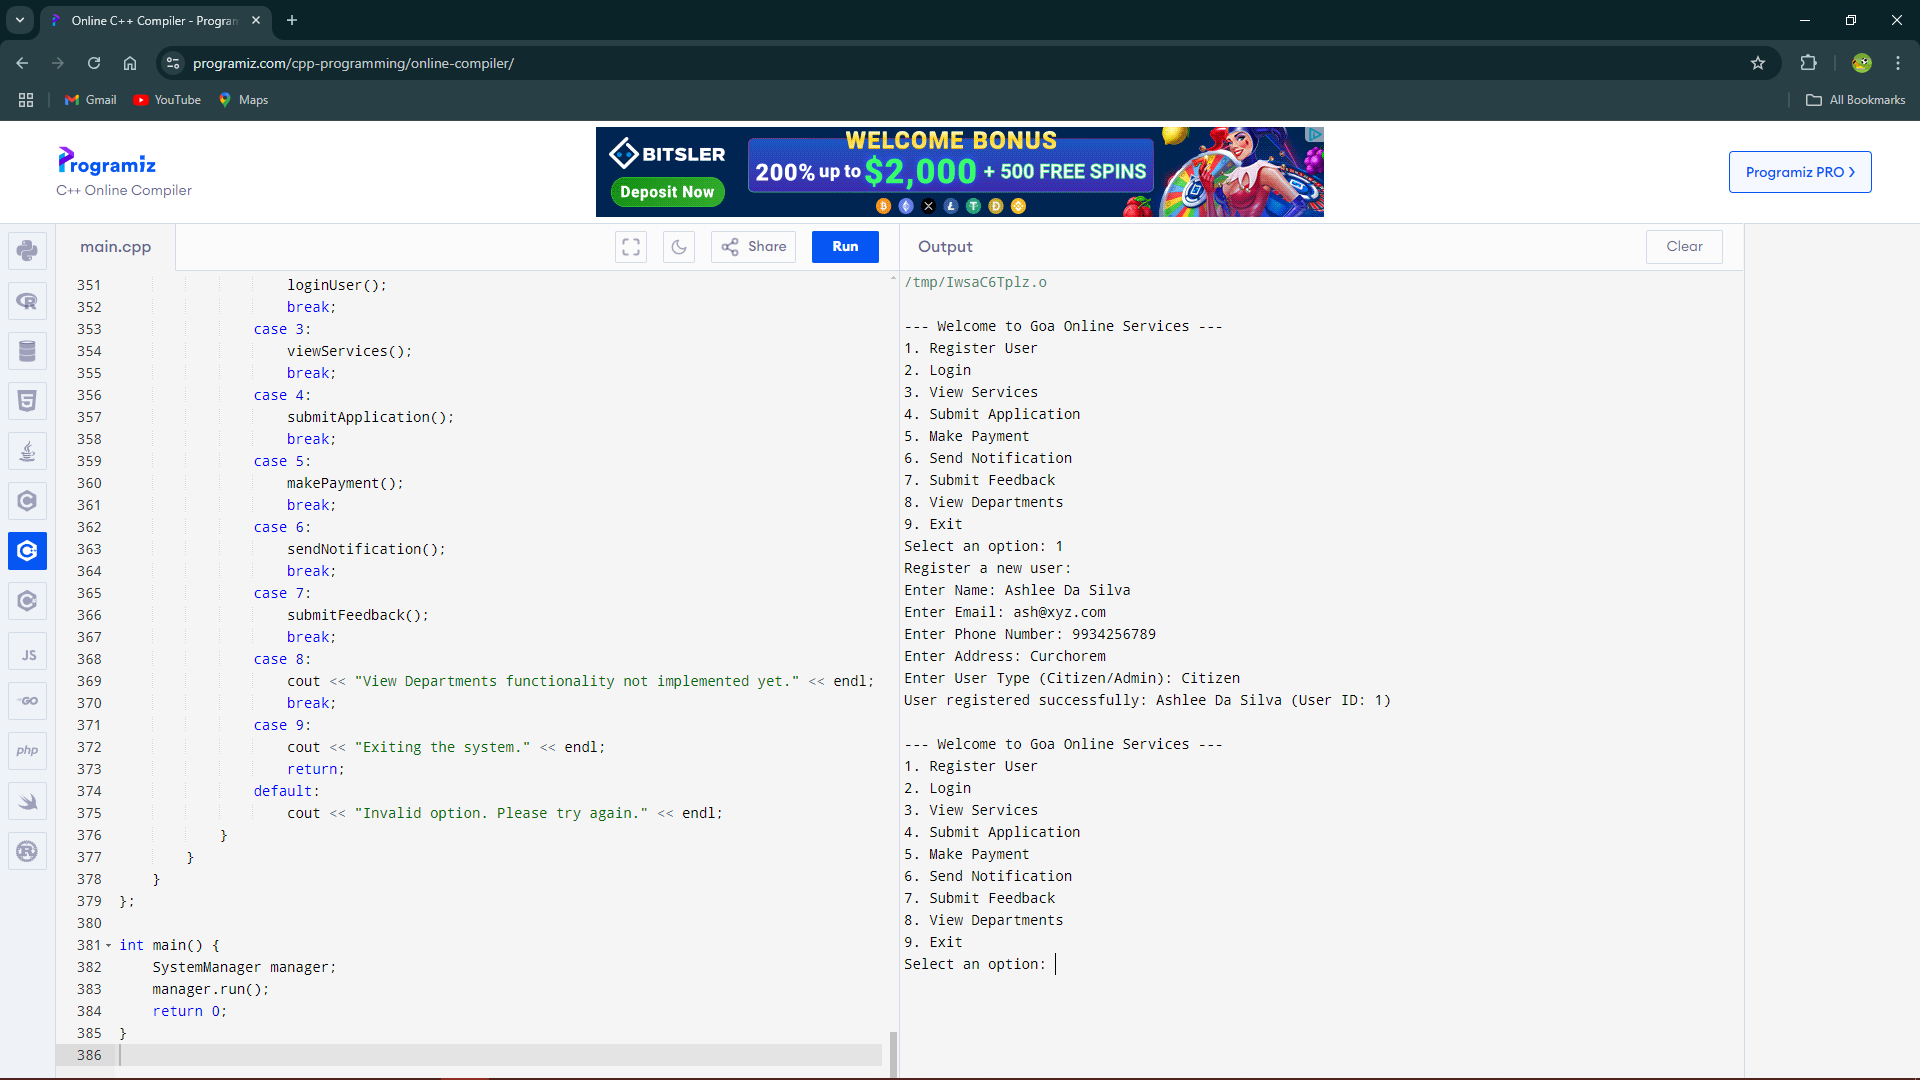 Online C++ Compiler - Program
programiz.com/cpp-programming/online-compiler/
Gmail
YouTube
Maps
All Bookmarks
Programiz
C++ Online Compiler
BITSLER
Deposit Now
WELCOME BONUS
200% up to $2,000 + 500 FREE SPINS
Programiz PRO
main.cpp
Share
Run
Output
Clear
JS
GO
php
351 loginUser();
352 break;
353 case 3:
354 viewServices();
355 break;
356 case 4:
357 submitApplication();
358 break;
359 case 5:
360 makePayment();
361 break;
362 case 6:
363 sendNotification();
364 break;
365 case 7:
366 submitFeedback();
367 break;
368 case 8:
369 cout << "View Departments functionality not implemented yet." << endl;
370 break;
371 case 9:
372 cout << "Exiting the system." << endl;
373 return;
374 default:
375 cout << "Invalid option. Please try again." << endl;
376 }
377 }
378 }
379 };
380
381 int main() {
382 SystemManager manager;
383 manager.run();
384 return 0;
385 }
386
/tmp/IwsaC6Tplz.o
--- Welcome to Goa Online Services ---
1. Register User
2. Login
3. View Services
4. Submit Application
5. Make Payment
6. Send Notification
7. Submit Feedback
8. View Departments
9. Exit
Select an option: 1
Register a new user:
Enter Name: Ashlee Da Silva
Enter Email: ash@xyz.com
Enter Phone Number: 9934256789
Enter Address: Curchorem
Enter User Type (Citizen/Admin): Citizen
User registered successfully: Ashlee Da Silva (User ID: 1)
--- Welcome to Goa Online Services ---
1. Register User
2. Login
3. View Services
4. Submit Application
5. Make Payment
6. Send Notification
7. Submit Feedback
8. View Departments
9. Exit
Select an option: